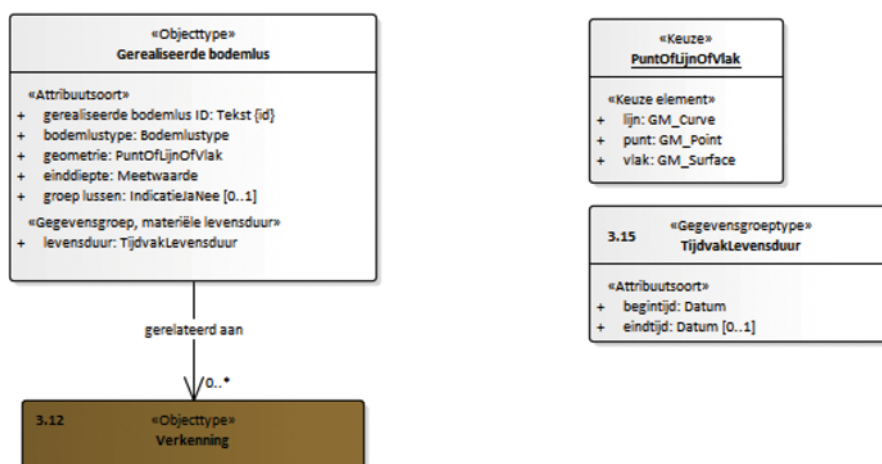 «Objecttype»
Gerealiseerde bodemlus
«Attribuutsoort»
+ gerealiseerde bodemlus ID: Tekst {id}
+ bodemlustype: Bodemlustype
+ geometrie: PuntOfLijnOfVlak
+ einddiepte: Meetwaarde
+ groep lussen: IndicatieJaNee [0..1]
«Gegevensgroep, materiële levensduur»
+ levensduur: TijdvakLevensduur
gerelateerd aan
0..*
3.12 «Objecttype»
Verkenning
«Keuze»
PuntOfLijnOfVlak
«Keuze element»
+ lijn: GM_Curve
+ punt: GM_Point
+ vlak: GM_Surface
3.15 «Gegevensgroeptype»
TijdvakLevensduur
«Attribuutsoort»
+ begintijd: Datum
+ eindtijd: Datum [0..1]